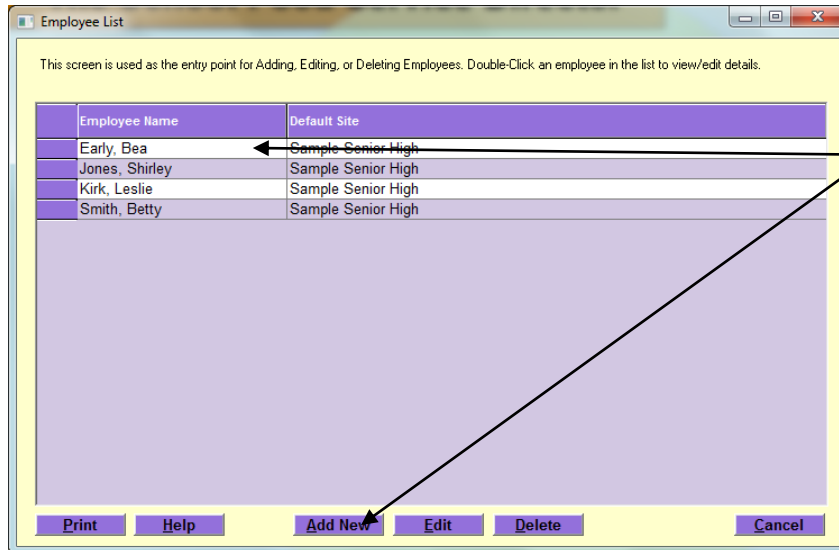 Employee List
This screen is used as the entry point for Adding, Editing, or Deleting Employees. Double-Click an employee in the list to view/edit details.
Employee Name Default Site
Early, Bea Sample Senior High
Jones, Shirley Sample Senior High
Kirk, Leslie Sample Senior High
Smith, Betty Sample Senior High
Print Help Add New Edit Delete Cancel